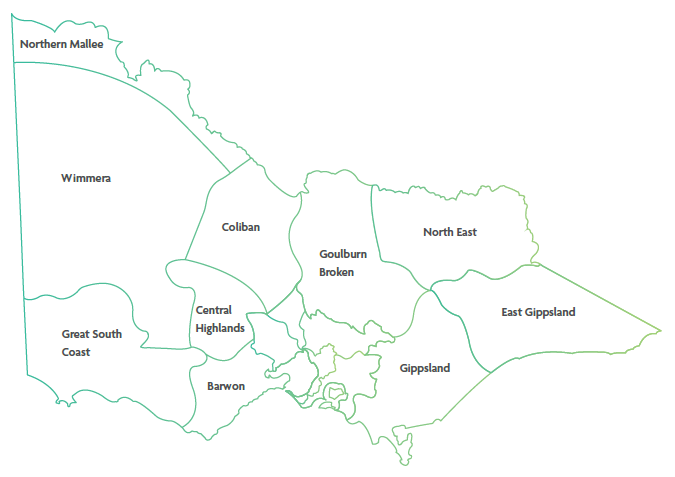 Northern Mallee
Wimmera
Coliban
North East
Goulburn
Broken
Central
Highlands
East Gippsland
Great South
Coast
Gippsland
Barwon